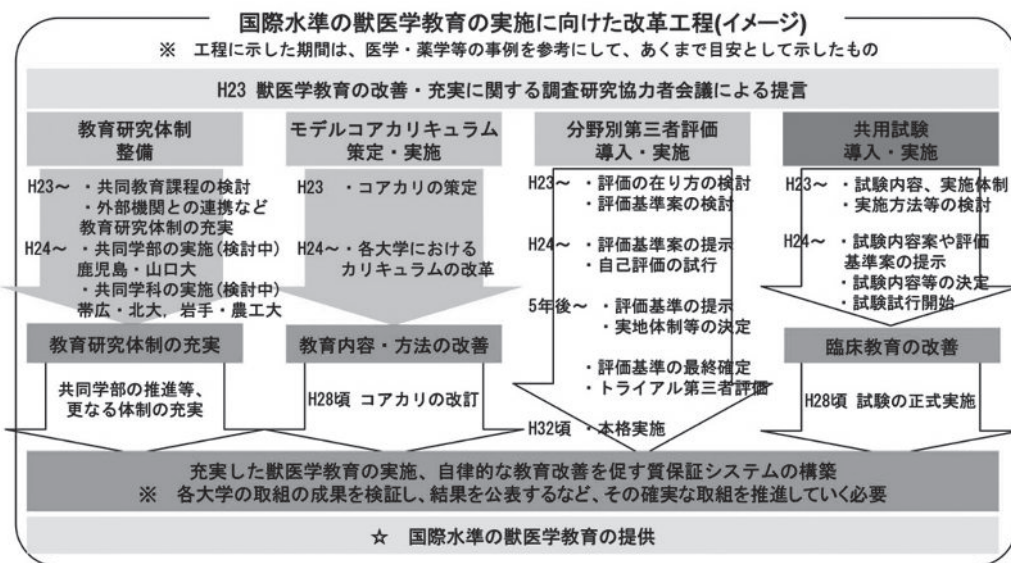 国際水準の獣医学教育の実施に向けた改革工程(イメージ)
※　工程に示した期間は、医学・薬学等の事例を参考にして、あくまで目安として示したもの
H23 獣医学教育の改善・充実に関する調査研究協力者会議による提言
教育研究体制
整備
H23～ ・共同教育課程の検討
・外部機関との連携など
教育研究体制の充実
H24～ ・共同学部の実施(検討中)
鹿児島・山口大
・共同学科の実施(検討中)
帯広・北大, 岩手・農工大
教育研究体制の充実
共同学部の推進等、
更なる体制の充実
モデルコアカリキュラム
策定・実施
H23 ・コアカリの策定
H24～ ・各大学における
カリキュラムの改革
教育内容・方法の改善
H28頃 コアカリの改訂
分野別第三者評価
導入・実施
H23～ ・評価の在り方の検討
・評価基準案の検討
H24～ ・評価基準案の提示
・自己評価の試行
5年後～ ・評価基準の提示
・実地体制等の決定
・評価基準の最終確定
・トライアル第三者評価
H32頃 ・本格実施
共用試験
導入・実施
H23～ ・試験内容、実施体制
・実施方法等の検討
H24～ ・試験内容案や評価
基準案の提示
・試験内容等の決定
・試験試行開始
臨床教育の改善
H28頃 試験の正式実施
充実した獣医学教育の実施、自律的な教育改善を促す質保証システムの構築
※　各大学の取組の成果を検証し、結果を公表するなど、その確実な取組を推進していく必要
☆　国際水準の獣医学教育の提供